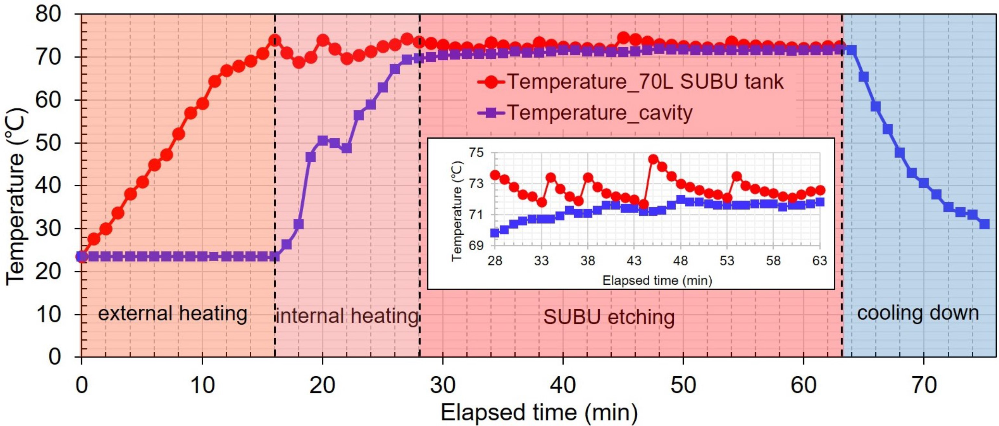 80
70
60
50
40
30
20
10
0
Temperature (°C)
Temperature_70L SUBU tank
Temperature_cavity
75
73
71
69
Temperature (°C)
28 33 38 43 48 53 58 63
Elapsed time (min)
external heating
internal heating
SUBU etching
cooling down
0 10 20 30 40 50 60 70
Elapsed time (min)